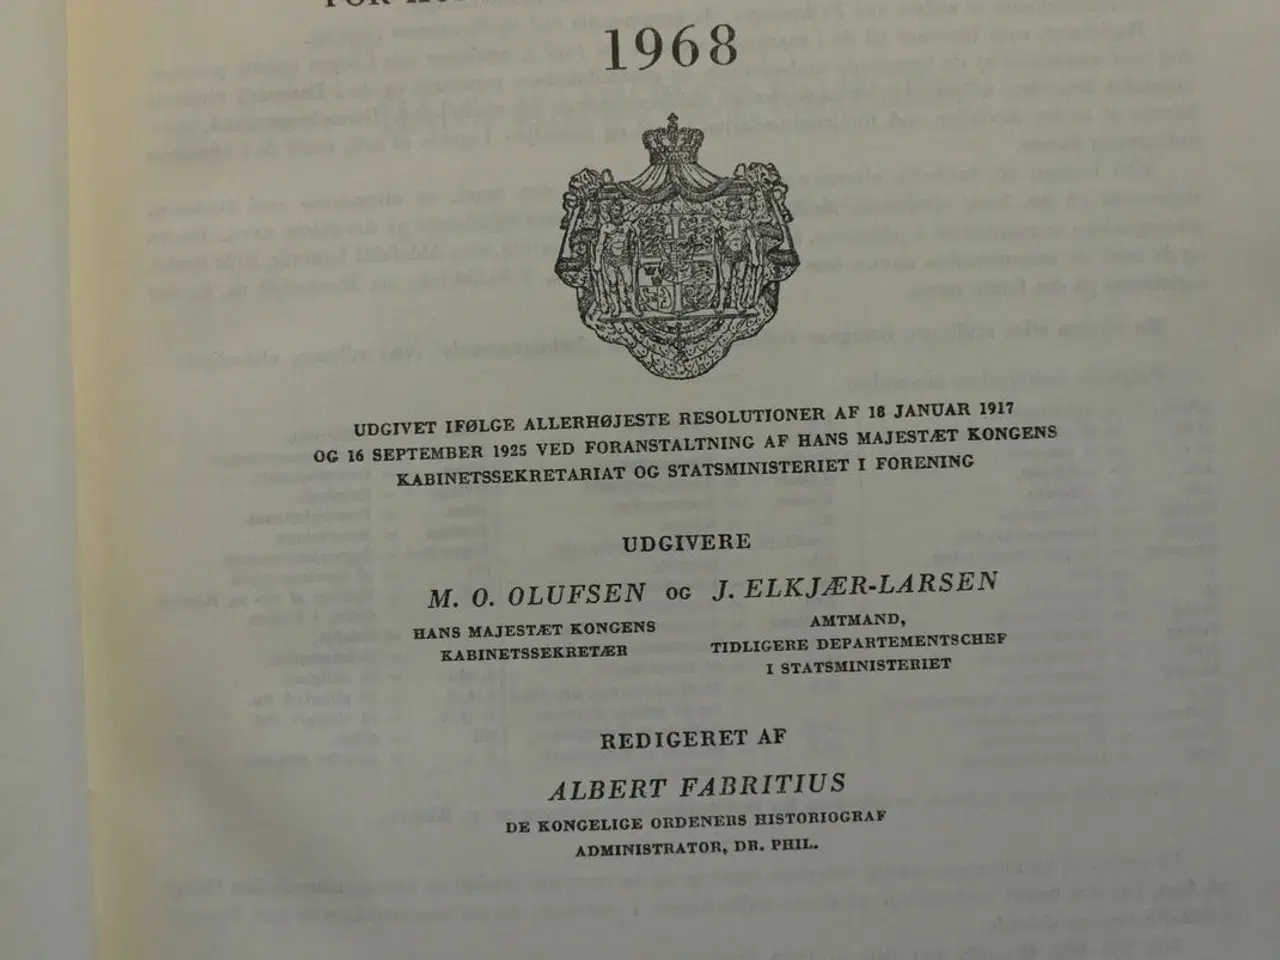 FOR
1968
UDGIVET IFØLGE ALLERHØJESTE RESOLUTIONER AF 18 JANUAR 1917
OG 16 SEPTEMBER 1925 VED FORANSTALTNING AF HANS MAJESTÆT KONGENS
KABINETSSEKRETARIAT OG STATSMINISTERIET I FORENING
UDGIVERE
M. O. OLUFSEN OG J. ELKJÆR-LARSEN
HANS MAJESTÆT KONGENS
KABINETSSEKRETÆR
AMTMAND,
TIDLIGERE DEPARTEMENTSCHEF
I STATSMINISTERIET
REDIGERET AF
ALBERT FABRITIUS
DE KONGELIGE ORDENERS HISTORIOGRAF
ADMINISTRATOR, DR. PHIL.